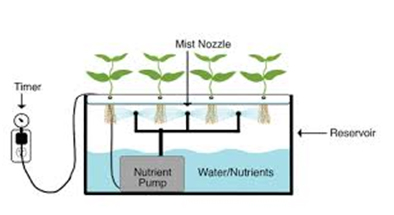 Mist Nozzle
Timer
Reservoir
Nutrient
Pump
Water/Nutrients